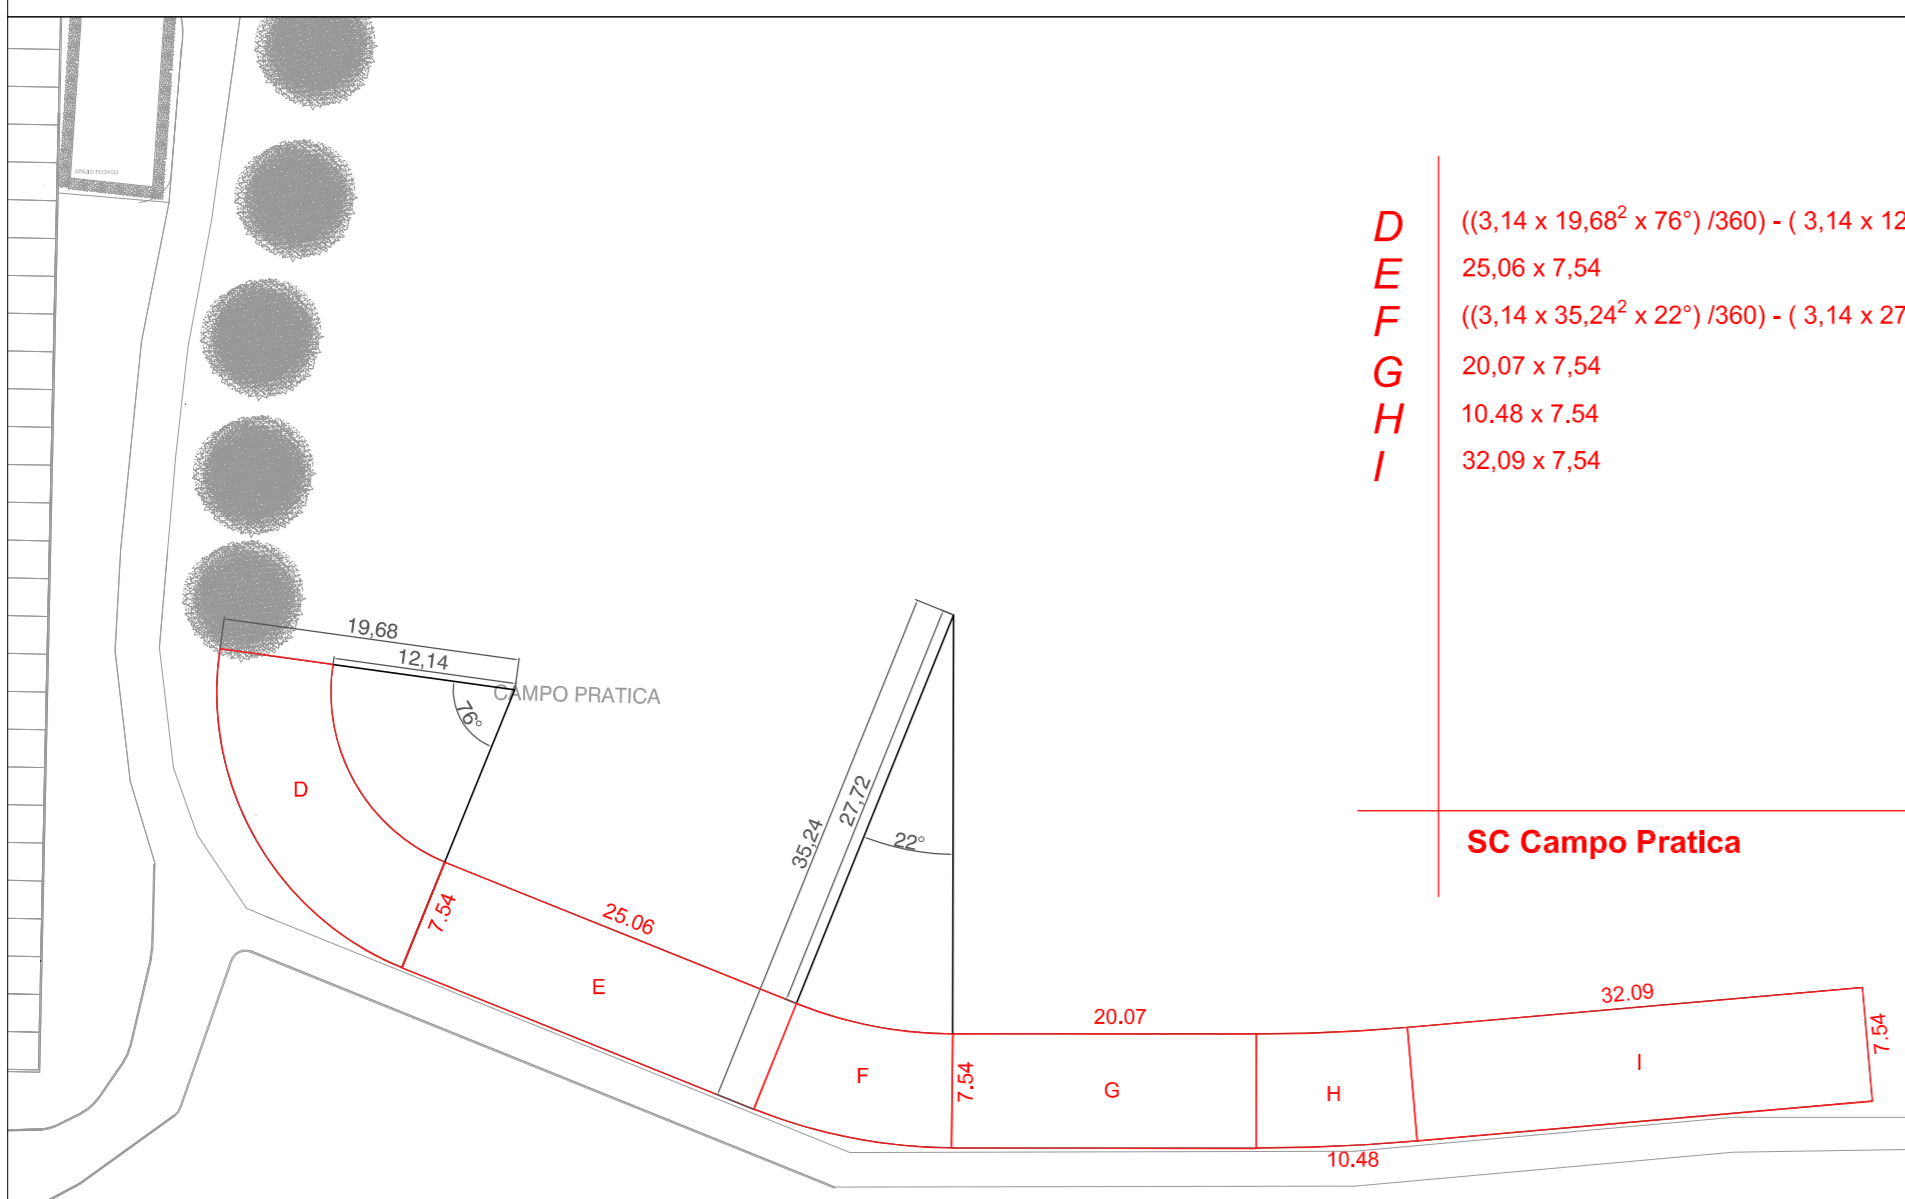 SPAZIO TECNICO
D ((3,14 x 19,68² x 76°) /360) - ( 3,14 x 12
E 25,06 x 7,54
F ((3,14 x 35,24² x 22°) /360) - ( 3,14 x 27
G 20,07 x 7,54
H 10.48 x 7.54
I 32,09 x 7,54
19,68
12,14
CAMPO PRATICA
76°
D
27,72
35,24
22°
SC Campo Pratica
7.54
25.06
E
32.09
20.07
7.54
F
7.54
G
H
I
10.48